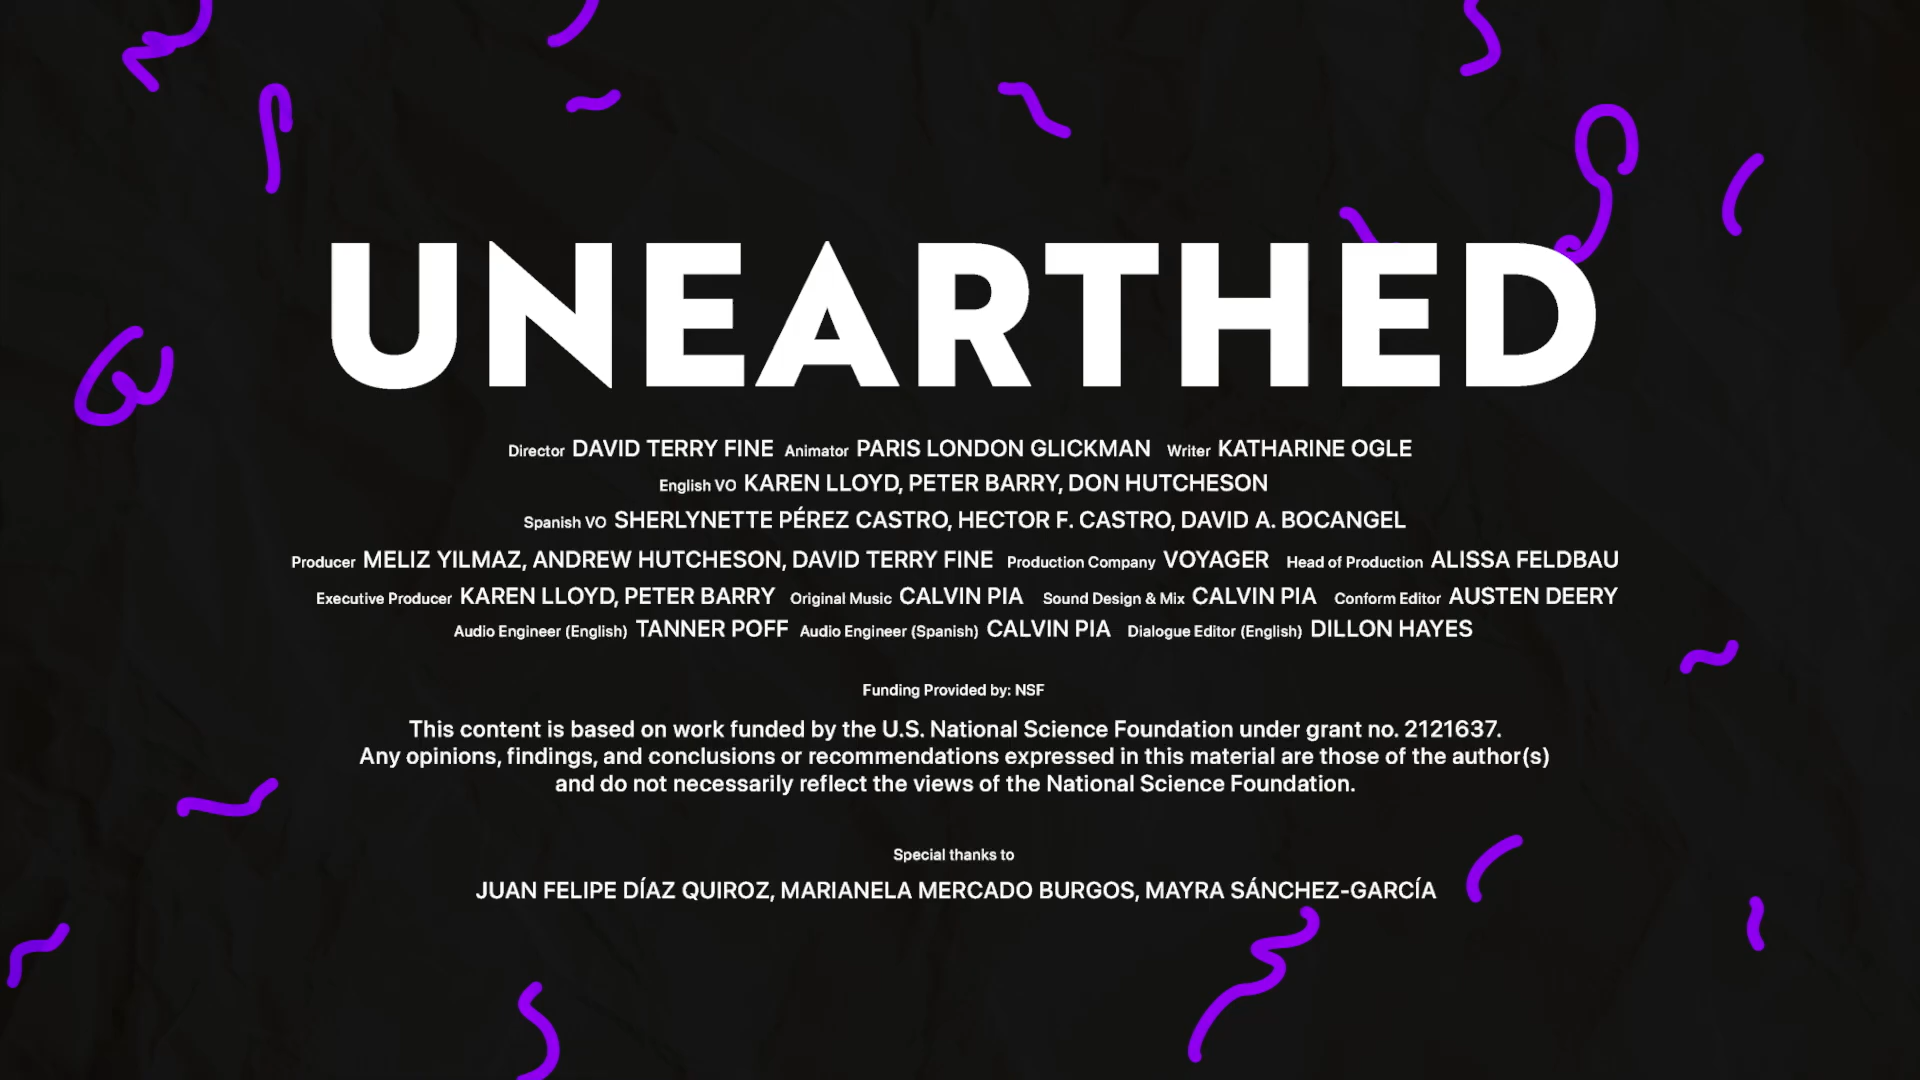 UNEARTHED
Director DAVID TERRY FINE Animator PARIS LONDON GLICKMAN Writer KATHARINE OGLE
English VO KAREN LLOYD, PETER BARRY, DON HUTCHESON
Spanish VO SHERLYNETTE PÉREZ CASTRO, HECTOR F. CASTRO, DAVID A. BOCANGEL
Producer MELIZ YILMAZ, ANDREW HUTCHESON, DAVID TERRY FINE Production Company VOYAGER Head of Production ALISSA FELDBAU
Executive Producer KAREN LLOYD, PETER BARRY Original Music CALVIN PIA Sound Design & Mix CALVIN PIA Conform Editor AUSTEN DEERY
Audio Engineer (English) TANNER POFF Audio Engineer (Spanish) CALVIN PIA Dialogue Editor (English) DILLON HAYES
Funding Provided by: NSF
This content is based on work funded by the U.S. National Science Foundation under grant no. 2121637.
Any opinions, findings, and conclusions or recommendations expressed in this material are those of the author(s)
and do not necessarily reflect the views of the National Science Foundation.
Special thanks to
JUAN FELIPE DÍAZ QUIROZ, MARIANELA MERCADO BURGOS, MAYRA SÁNCHEZ-GARCÍA